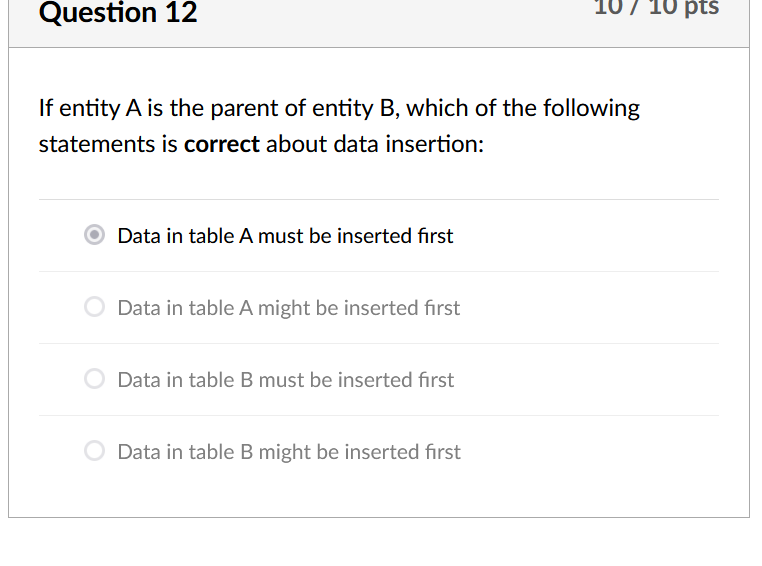 Question 12
10 / 10 pts
If entity A is the parent of entity B, which of the following
statements is correct about data insertion:
Data in table A must be inserted first
Data in table A might be inserted first
Data in table B must be inserted first
Data in table B might be inserted first